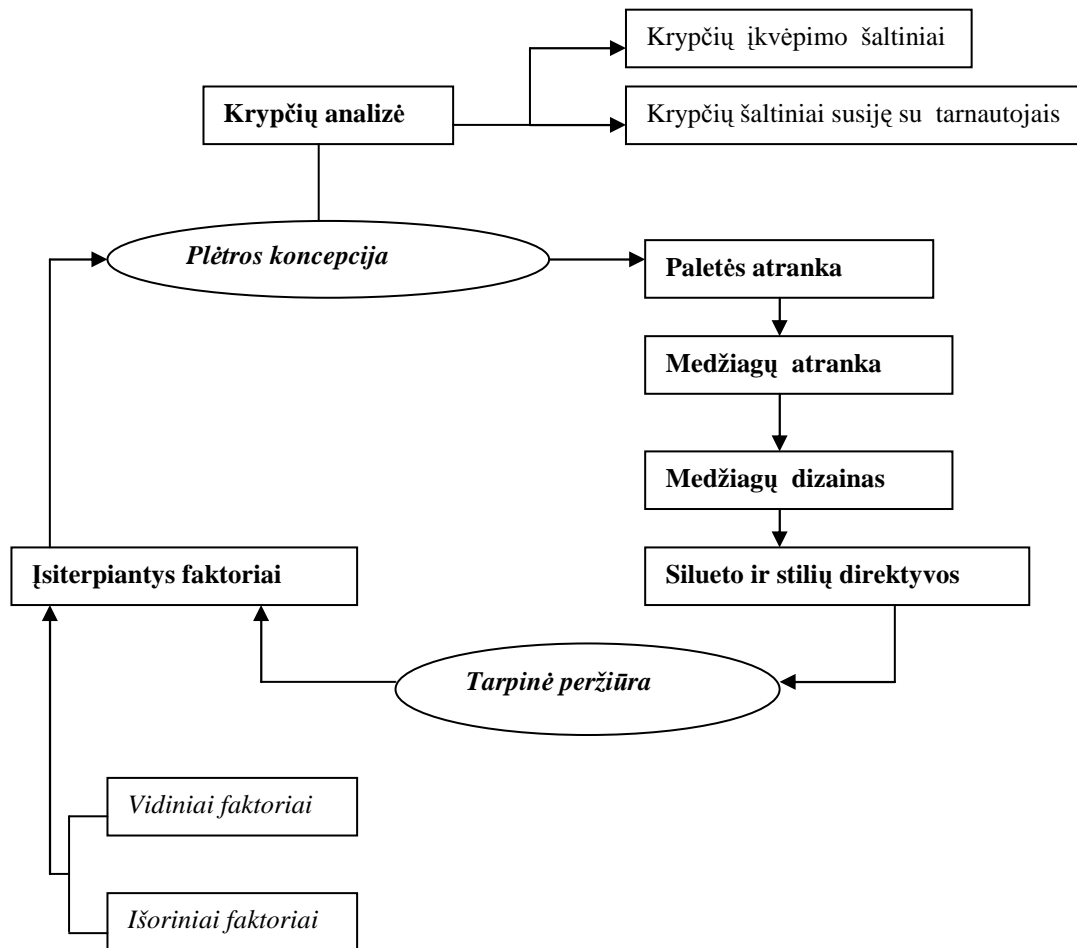 Krypčių įkvėpimo šaltiniai
Krypčių analizė
Krypčių šaltiniai susiję su tarnautojais
Plėtros koncepcija
Paletės atranka
Medžiagų atranka
Medžiagų dizainas
Įsiterpiantys faktoriai
Silueto ir stilių direktyvos
Tarpinė peržiūra
Vidiniai faktoriai
Išoriniai faktoriai